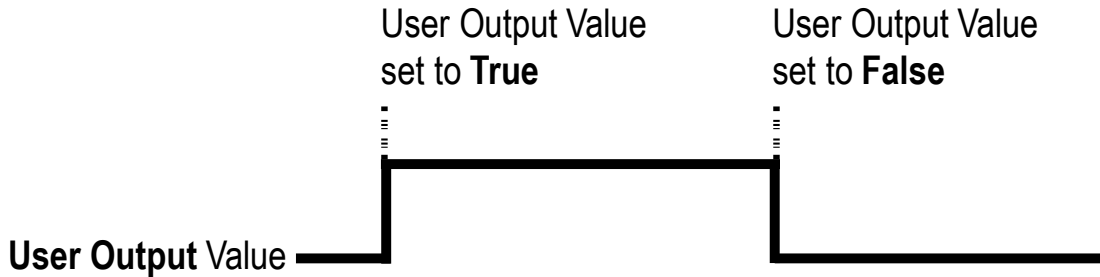 User Output Value
set to True
User Output Value
set to False
User Output Value